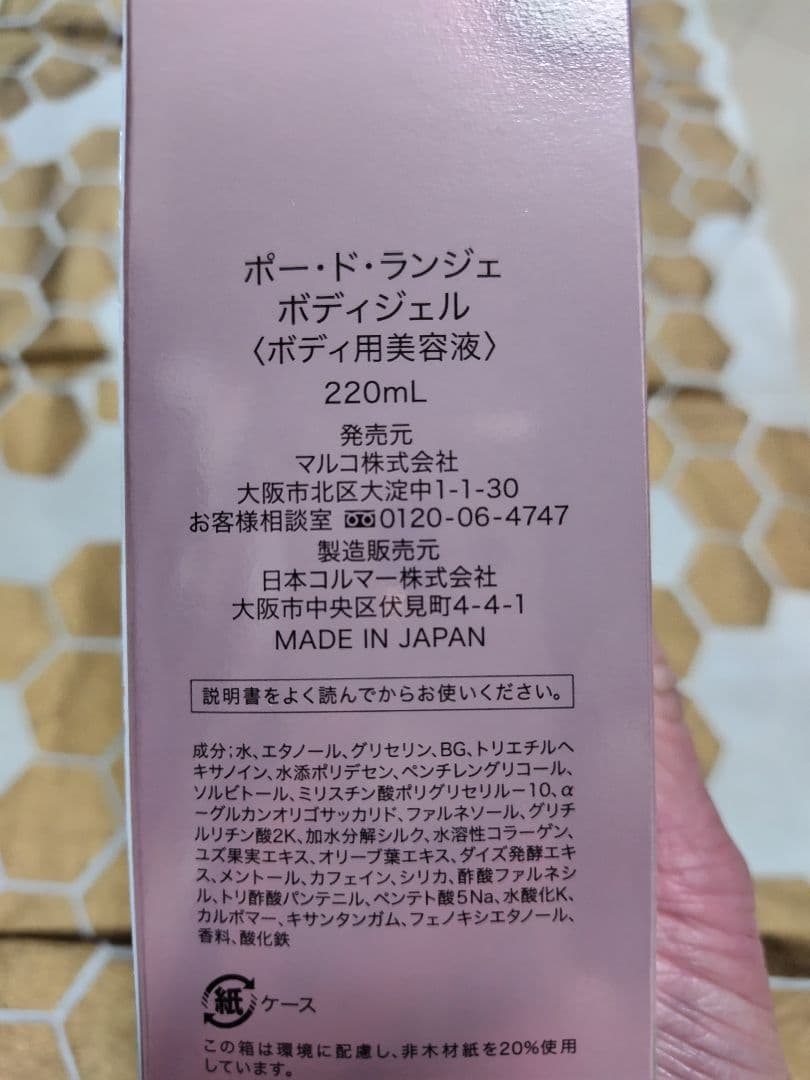 ポー・ド・ランジェ
ボディジェル
〈ボディ用美容液〉
220mL
発売元
マルコ株式会社
大阪市北区大淀中1-1-30
お客様相談室 0120-06-4747
製造販売元
日本コルマー株式会社
大阪市中央区伏見町4-4-1
MADE IN JAPAN
説明書をよく読んでからお使いください。
成分;水、エタノール、グリセリン、BG、トリエチルヘ
キサノイン、水添ポリデセン、ペンチレングリコール、
ソルビトール、ミリスチン酸ポリグリセリル－10、α
－グルカンオリゴサッカリド、ファルネソール、グリチ
ルリチン酸2K、加水分解シルク、水溶性コラーゲン、
ユズ果実エキス、オリーブ葉エキス、ダイズ発酵エキ
ス、メントール、カフェイン、シリカ、酢酸ファルネシ
ル、トリ酢酸パンテニル、ペンテト酸5Na、水酸化K、
カルボマー、キサンタンガム、フェノキシエタノール、
香料、酸化鉄
紙 ケース
この箱は環境に配慮し、非木材紙を20%使用
しています。